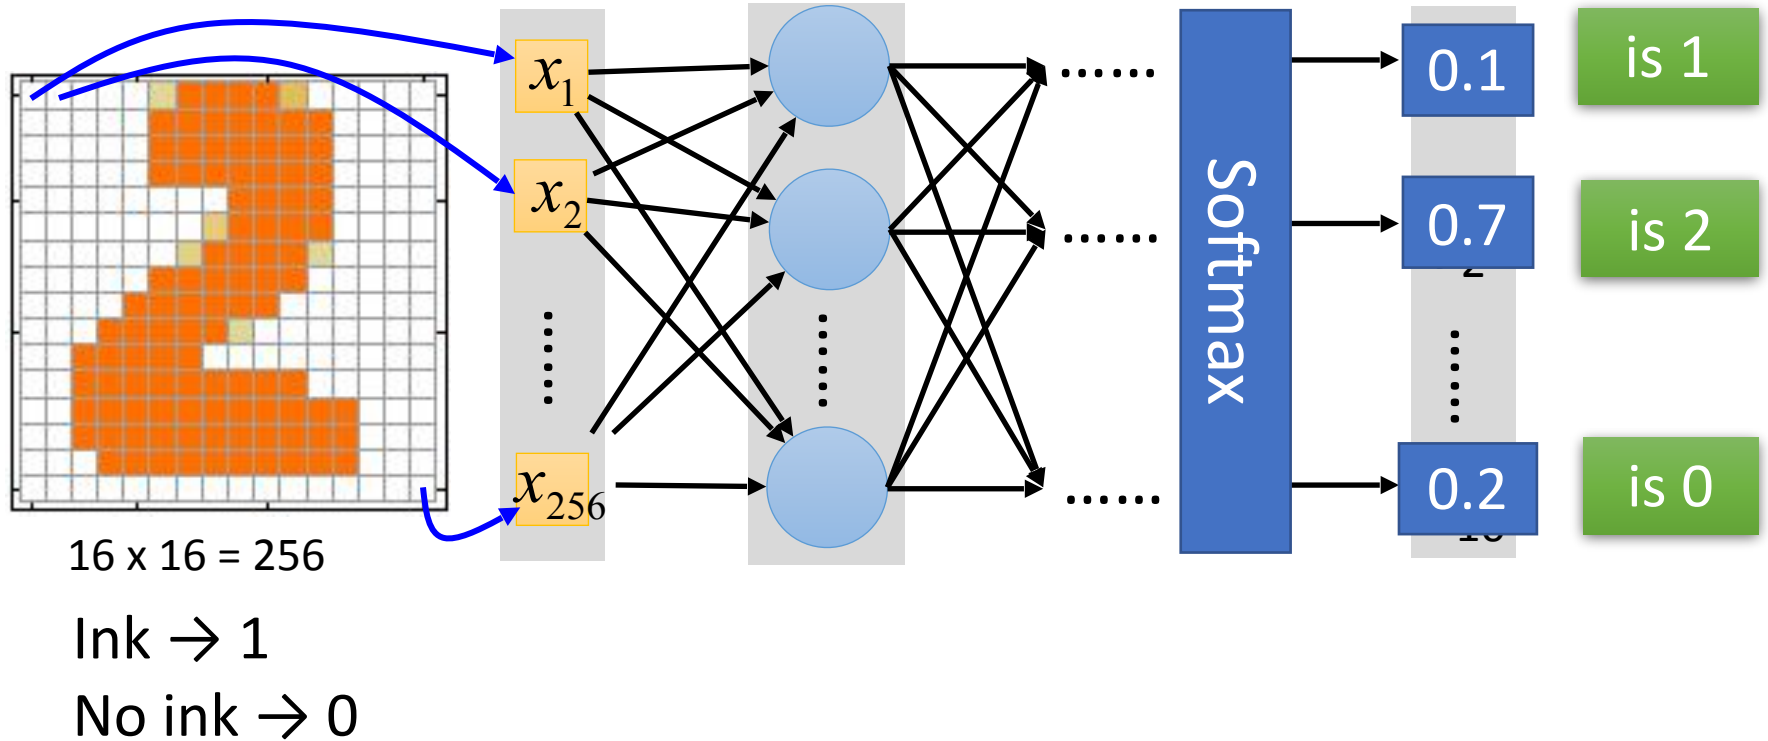 x1
x2
x256
16 x 16 = 256
Ink → 1
No ink → 0
Softmax
0.1
is 1
0.7
is 2
0.2
is 0